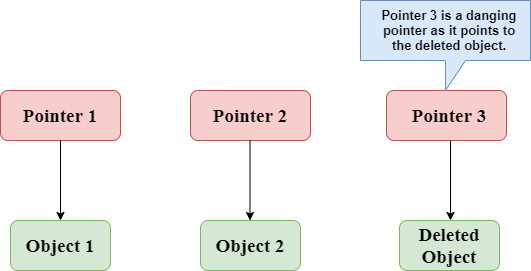 Pointer 3 is a danging
pointer as it points to
the deleted object.
Pointer 1
Pointer 2
Pointer 3
Object 1
Object 2
Deleted
Object